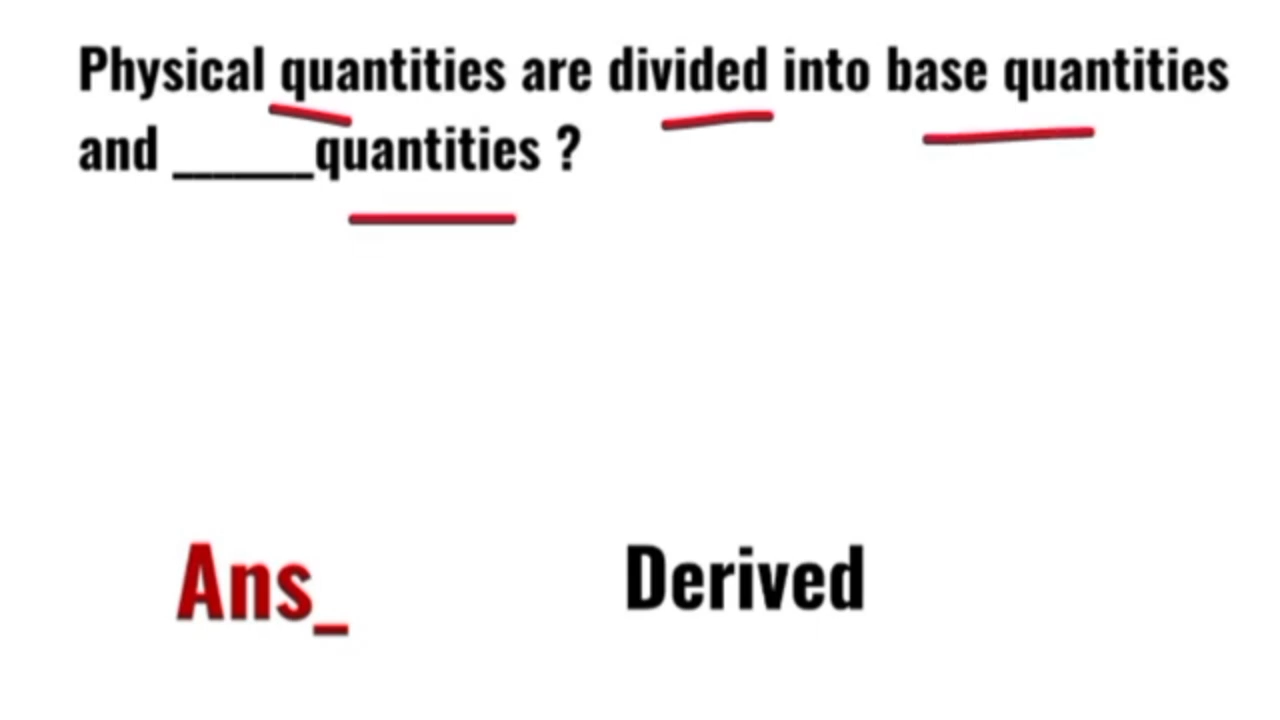 Physical quantities are divided into base quantities
and ______quantities ?
Ans_ Derived